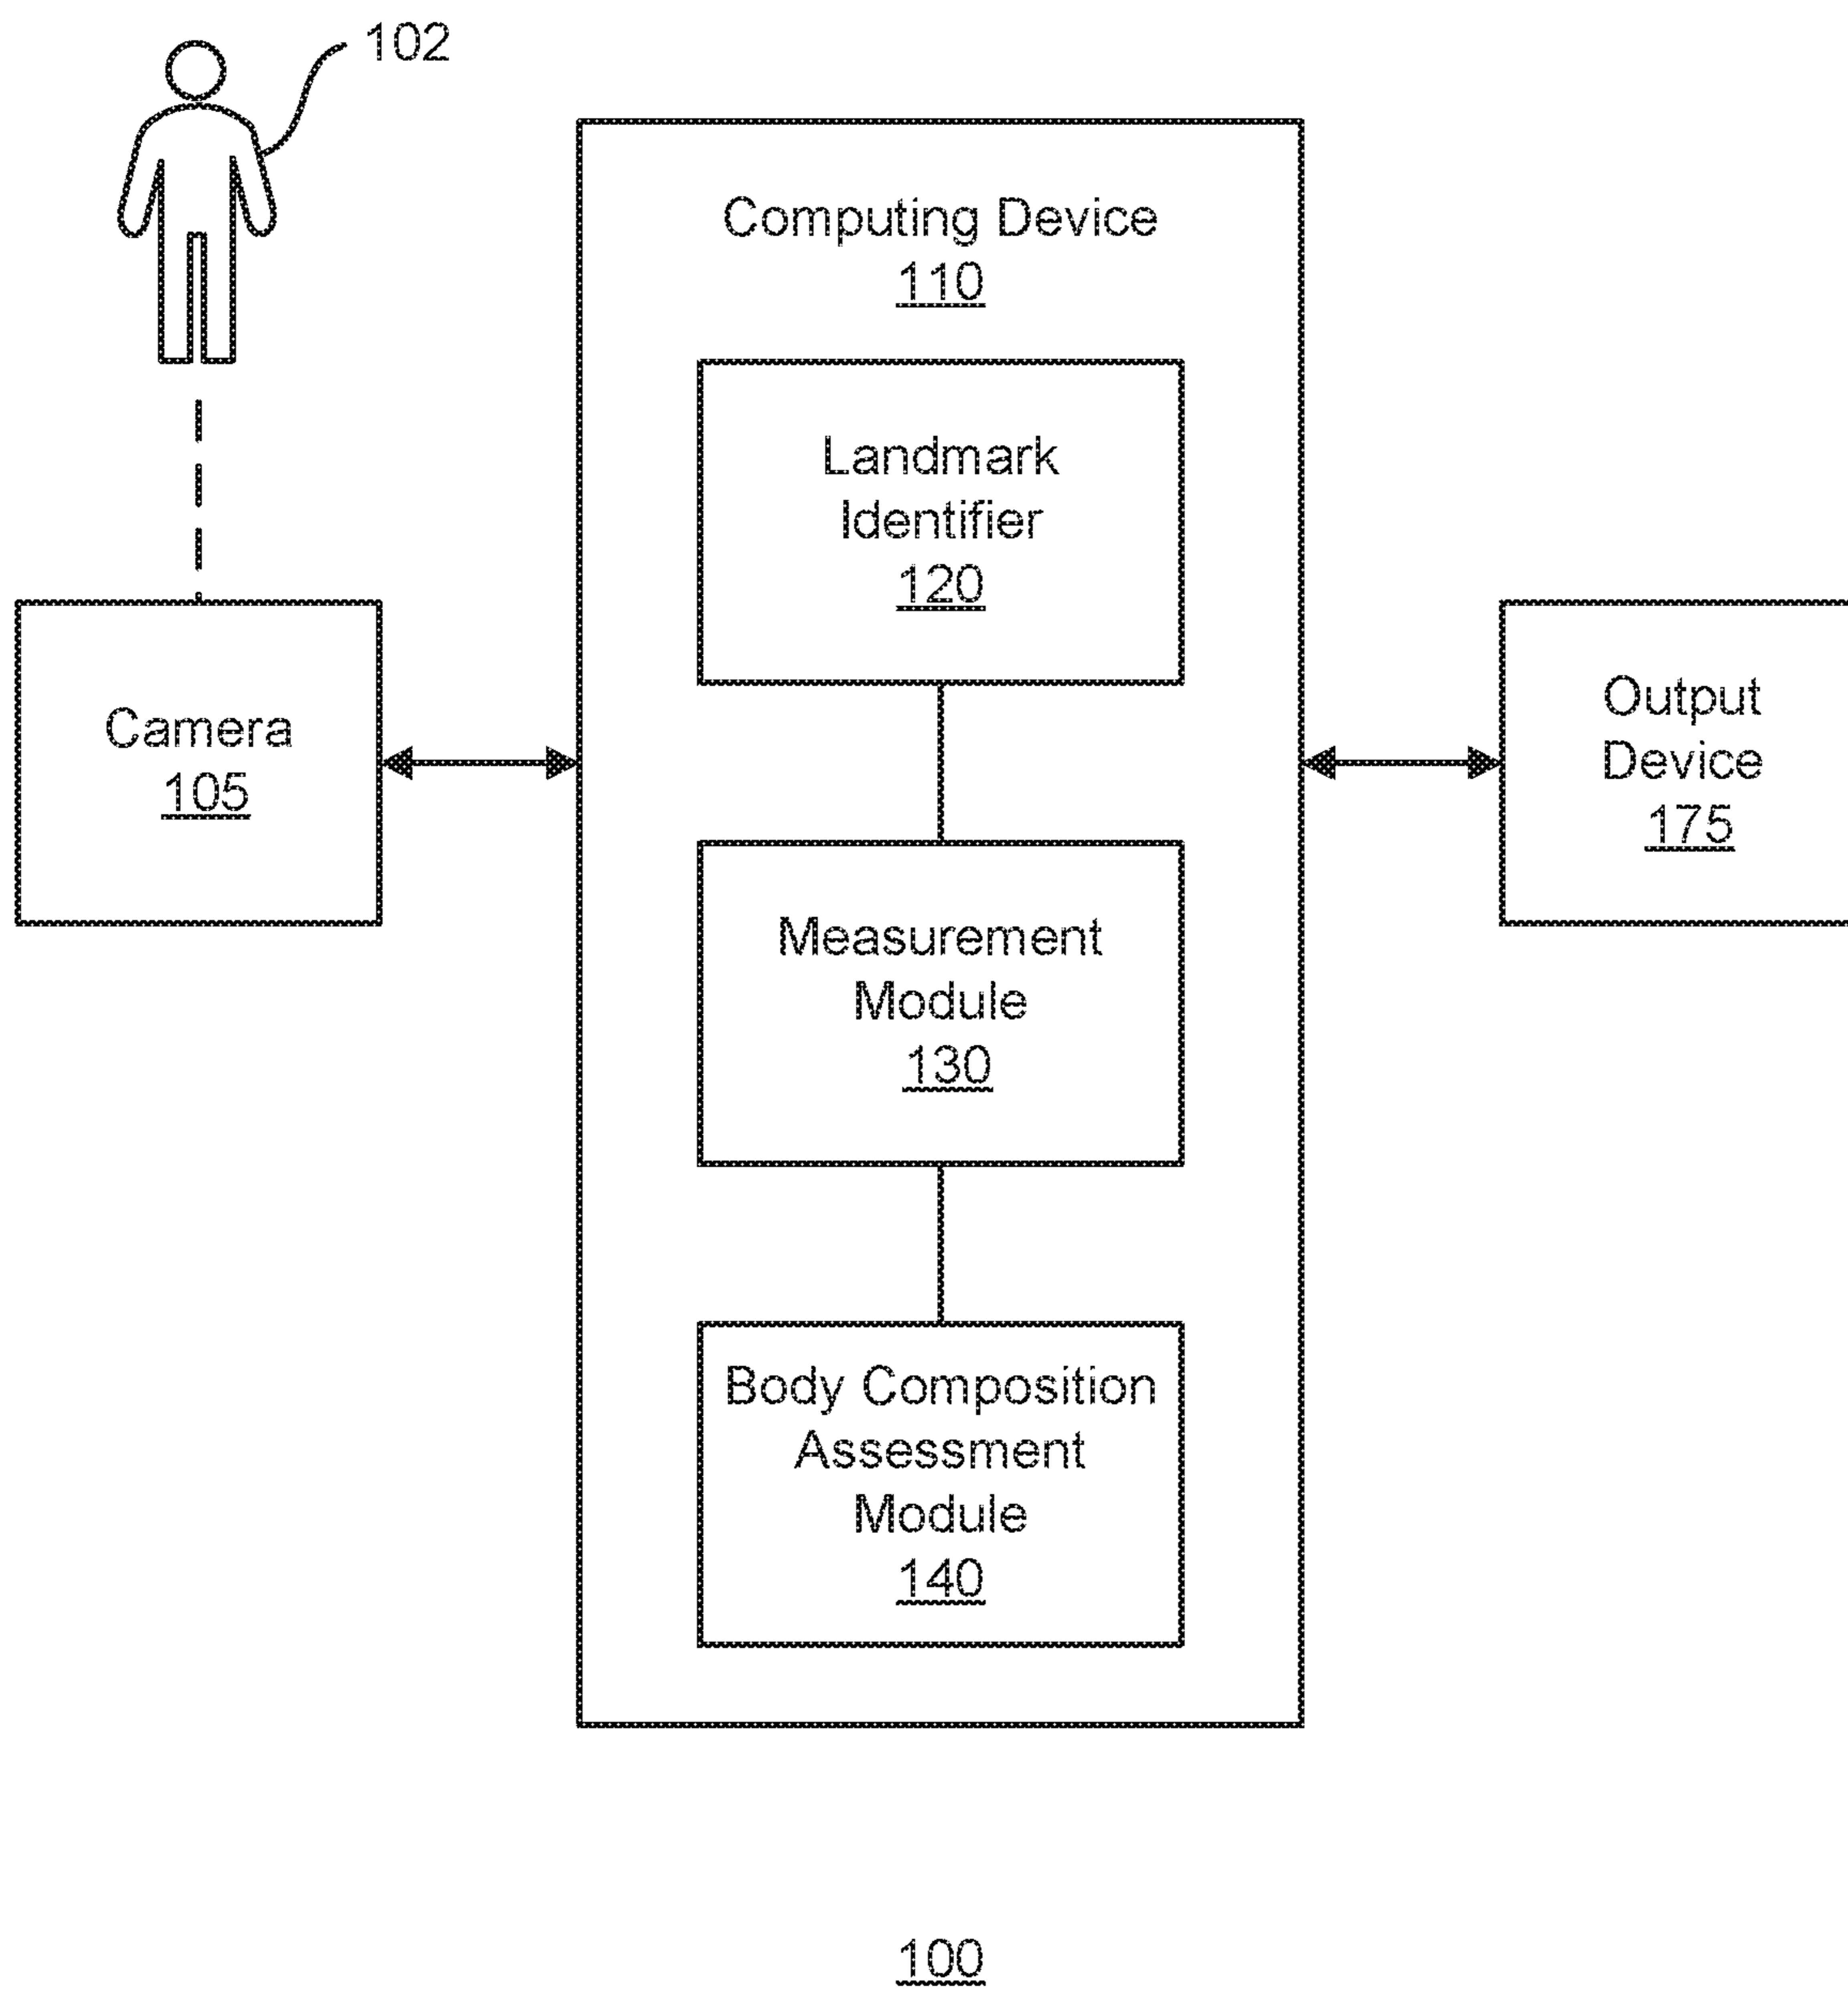 102
Computing Device
110
Landmark
Identifier
120
Camera
105
Output
Device
175
Measurement
Module
130
Body Composition
Assessment
Module
140
100